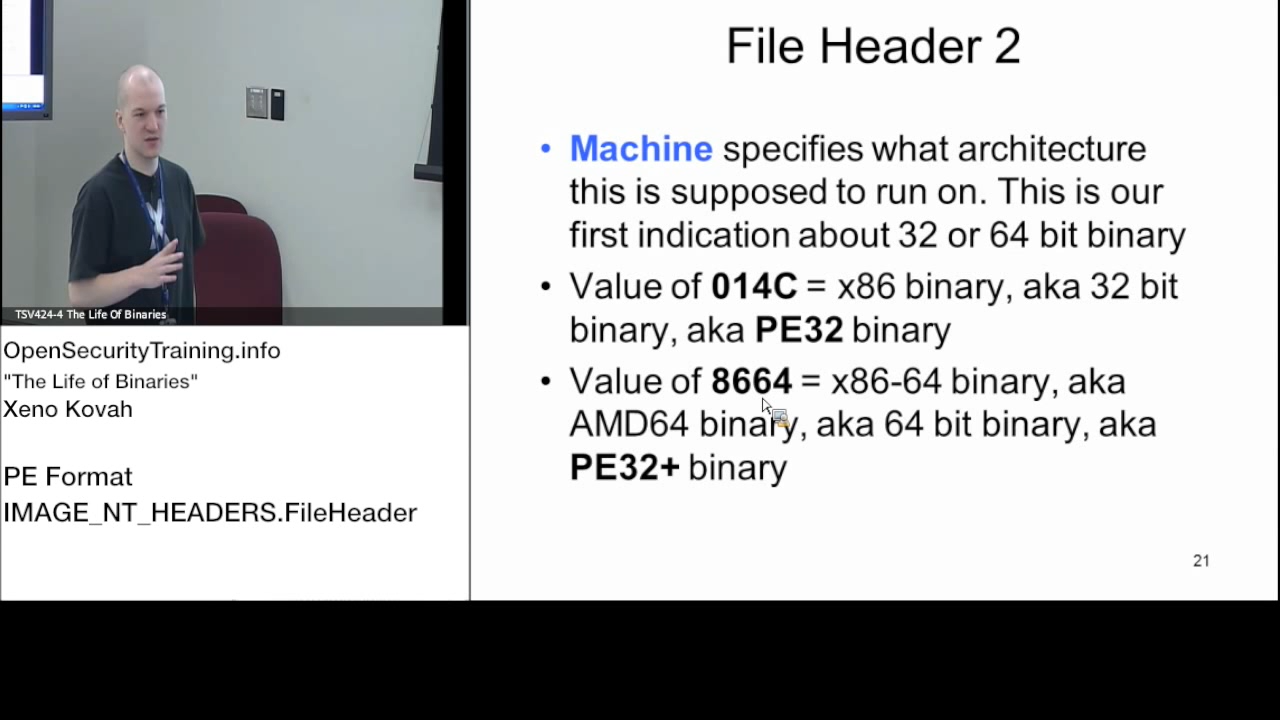 File Header 2
• Machine specifies what architecture
this is supposed to run on. This is our
first indication about 32 or 64 bit binary
• Value of 014C = x86 binary, aka 32 bit
binary, aka PE32 binary
• Value of 8664 = x86-64 binary, aka
AMD64 binary, aka 64 bit binary, aka
PE32+ binary
21
TSV424-4 The Life Of Binaries
OpenSecurityTraining.info
"The Life of Binaries"
Xeno Kovah
PE Format
IMAGE_NT_HEADERS.FileHeader